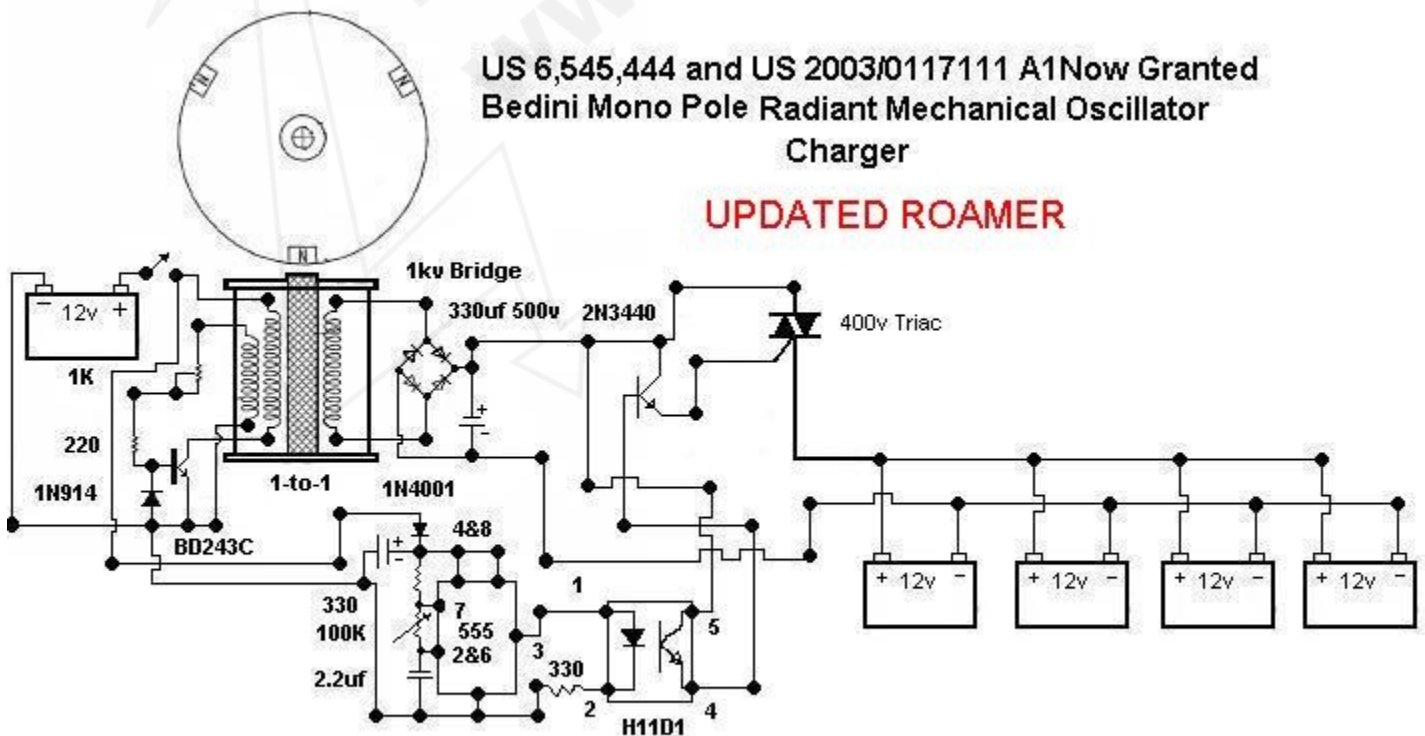 US 6,545,444 and US 2003/0117111 A1Now Granted
Bedini Mono Pole Radiant Mechanical Oscillator
Charger
UPDATED ROAMER
N
N
N
1kv Bridge
330uf 500v
2N3440
400v Triac
12v
- +
1K
220
1N914
BD243C
1-to-1
1N4001
+
-
+
-
4&8
330
100K
7
555
2&6
3
2.2uf
330
1
2
5
4
H11D1
+ 12v -
+ 12v -
+ 12v -
+ 12v -